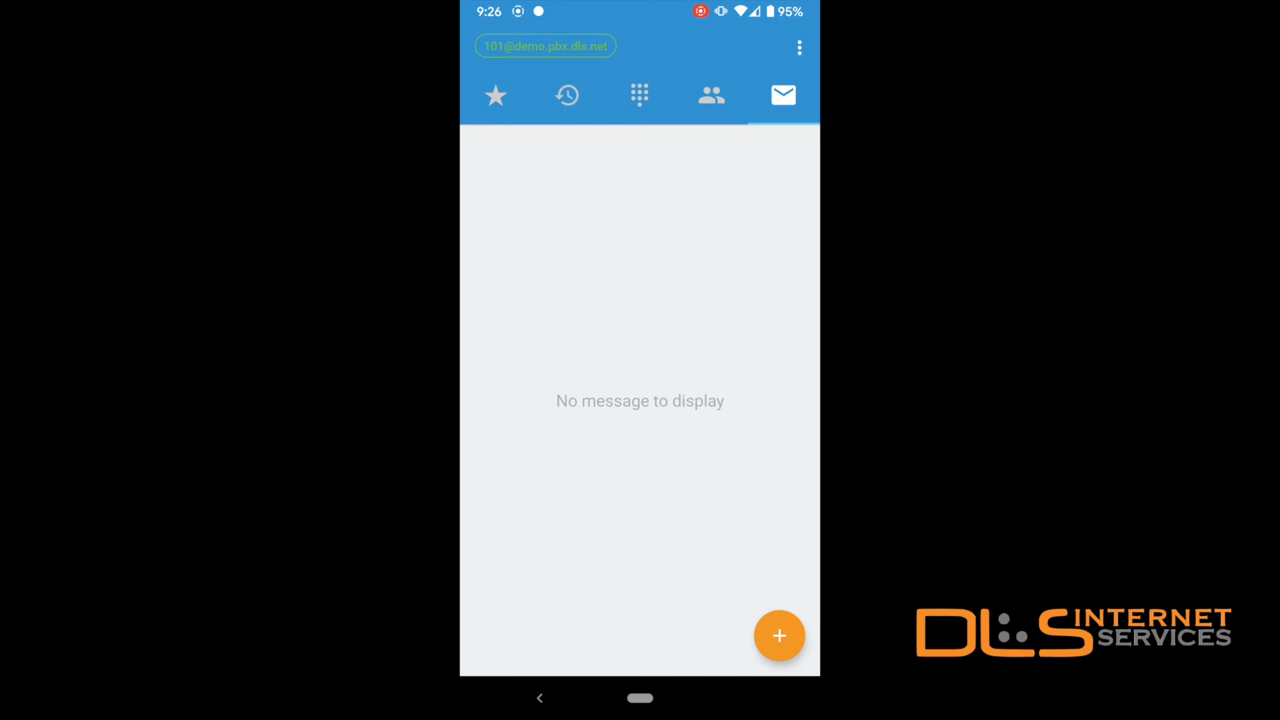 9:26
95%
101@demo.pbx.dls.net
No message to display
DLS INTERNET
SERVICES